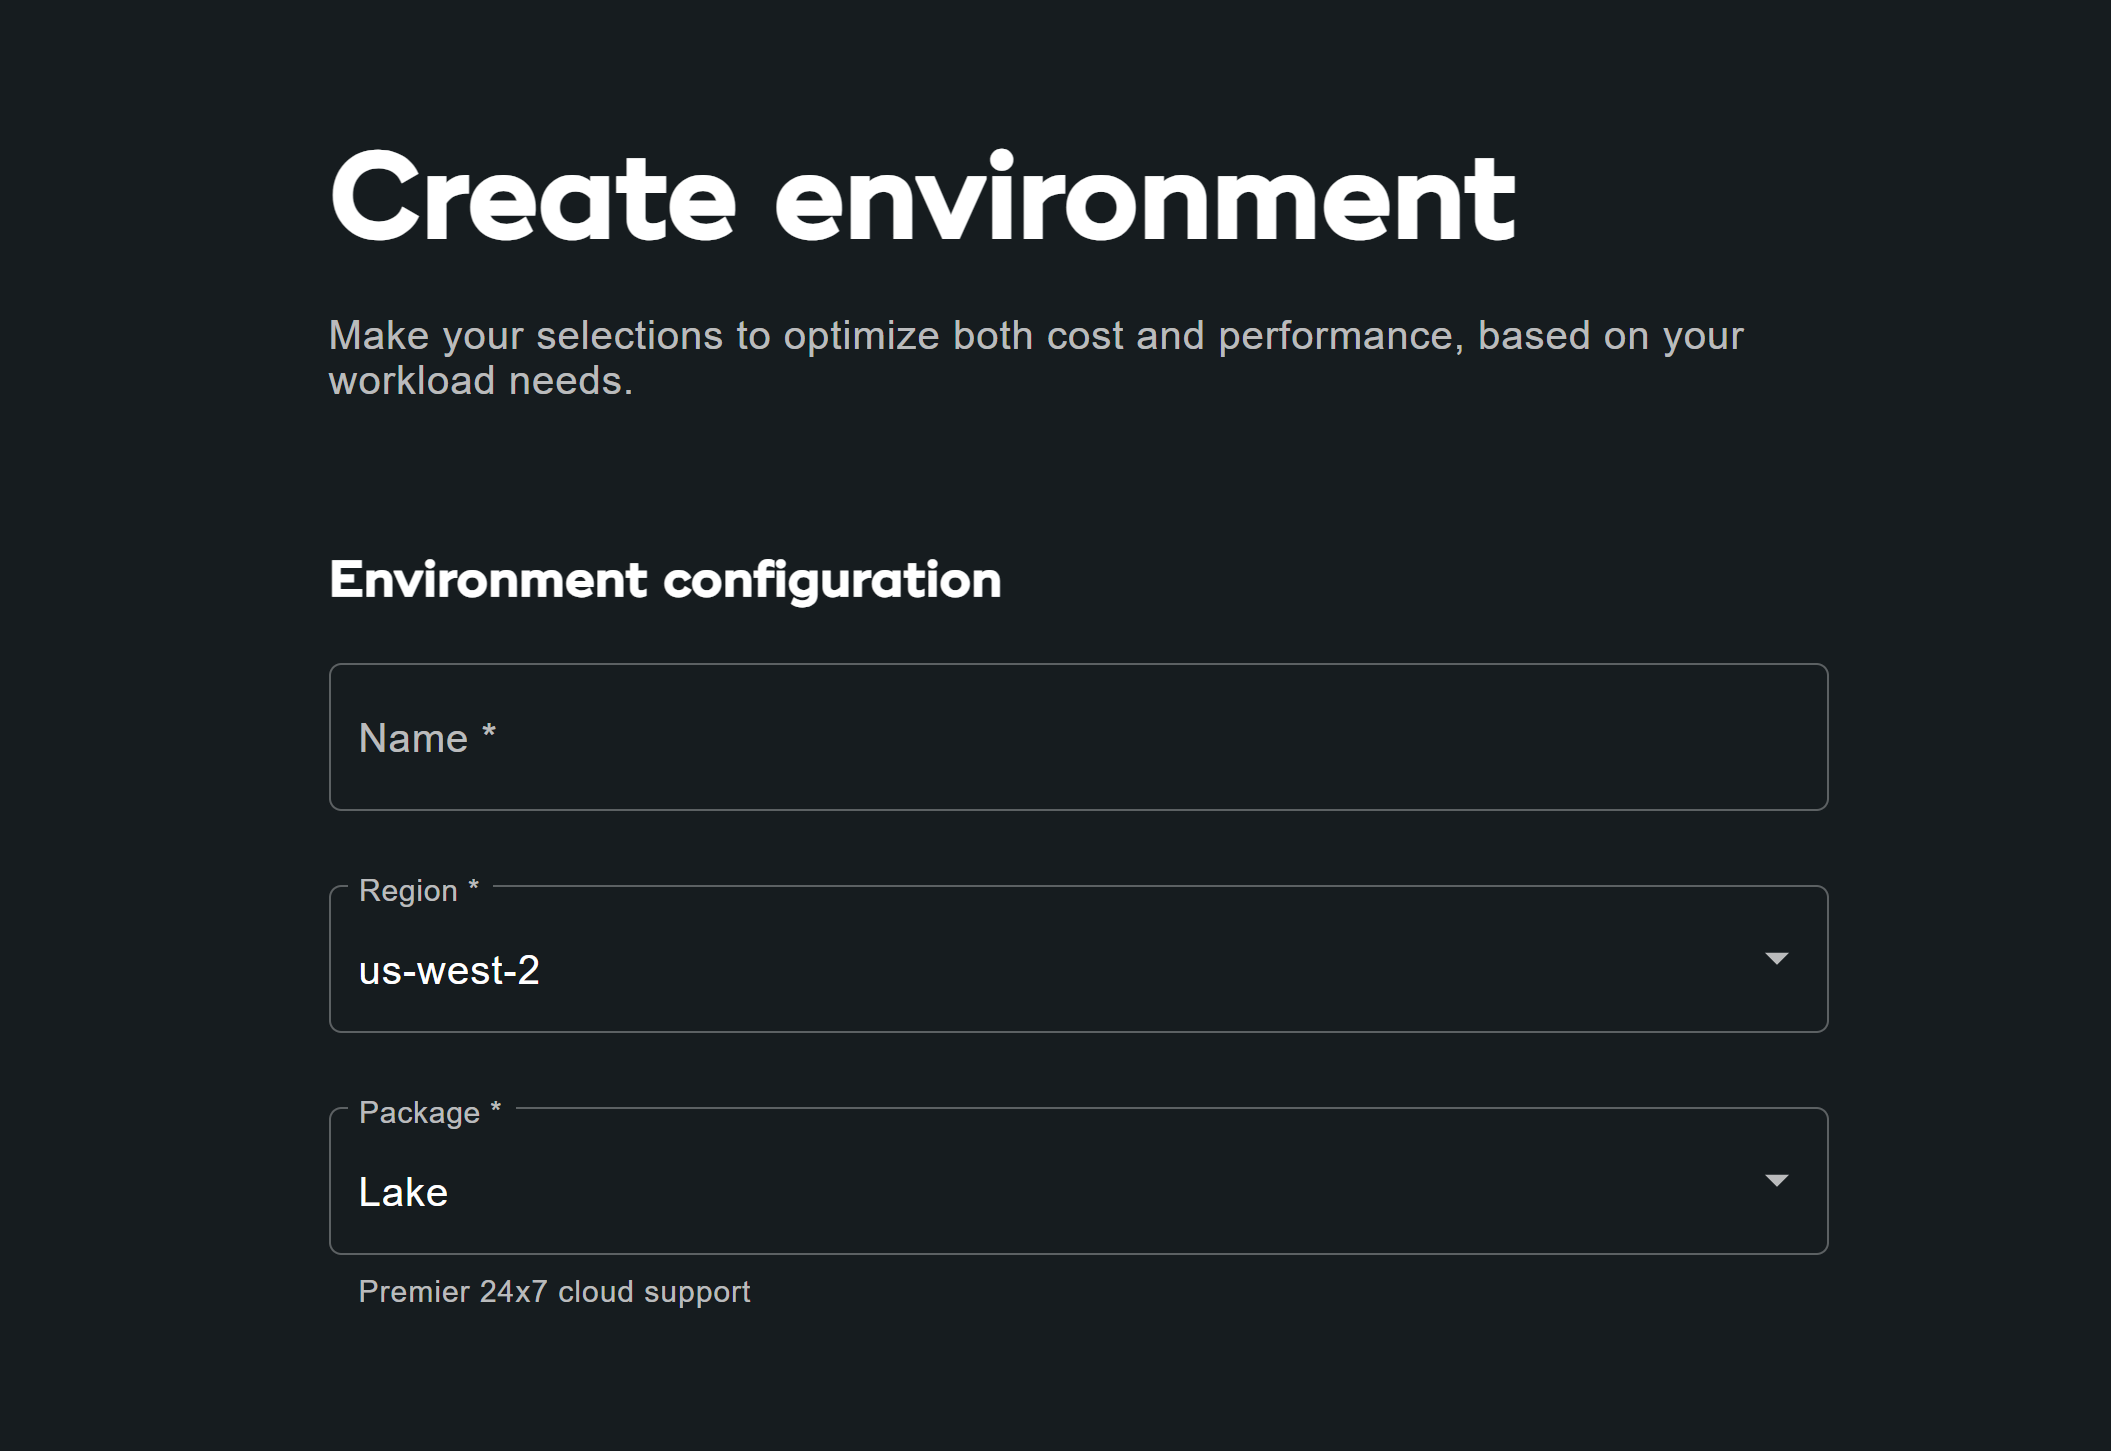 Create environment
Make your selections to optimize both cost and performance, based on your
workload needs.
Environment configuration
Name *
Region *
us-west-2
Package *
Lake
Premier 24x7 cloud support